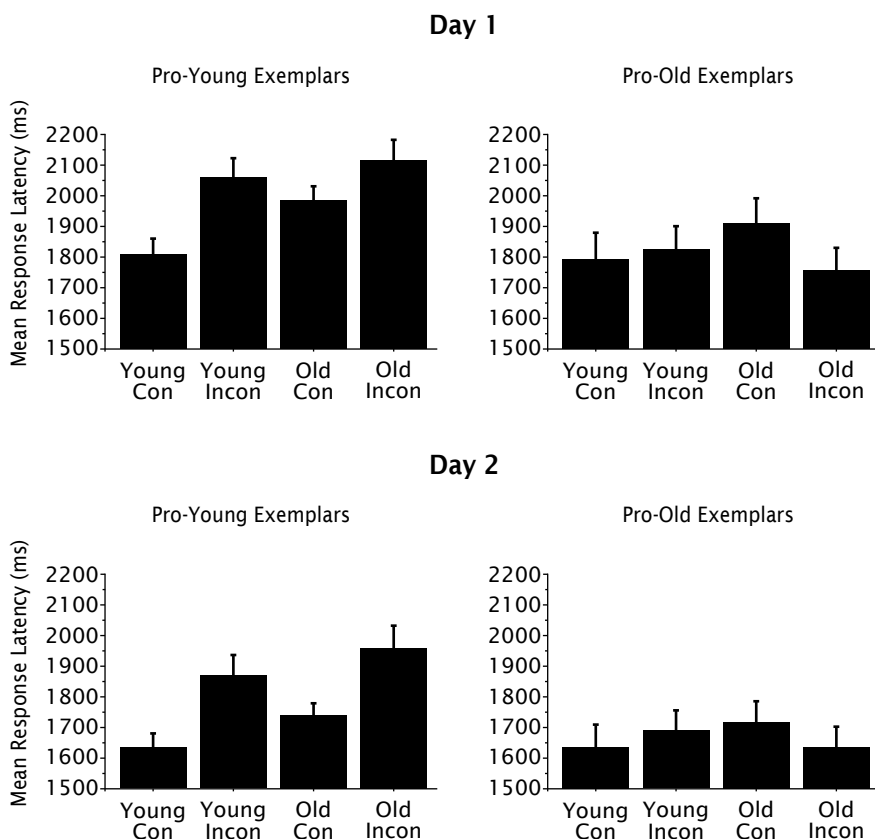 Day 1
Pro-Young Exemplars
Pro-Old Exemplars
Mean Response Latency (ms)
2200
2100
2000
1900
1800
1700
1600
1500
Young Con
Young Incon
Old Con
Old Incon
2200
2100
2000
1900
1800
1700
1600
1500
Young Con
Young Incon
Old Con
Old Incon
Day 2
Pro-Young Exemplars
Pro-Old Exemplars
Mean Response Latency (ms)
2200
2100
2000
1900
1800
1700
1600
1500
Young Con
Young Incon
Old Con
Old Incon
2200
2100
2000
1900
1800
1700
1600
1500
Young Con
Young Incon
Old Con
Old Incon